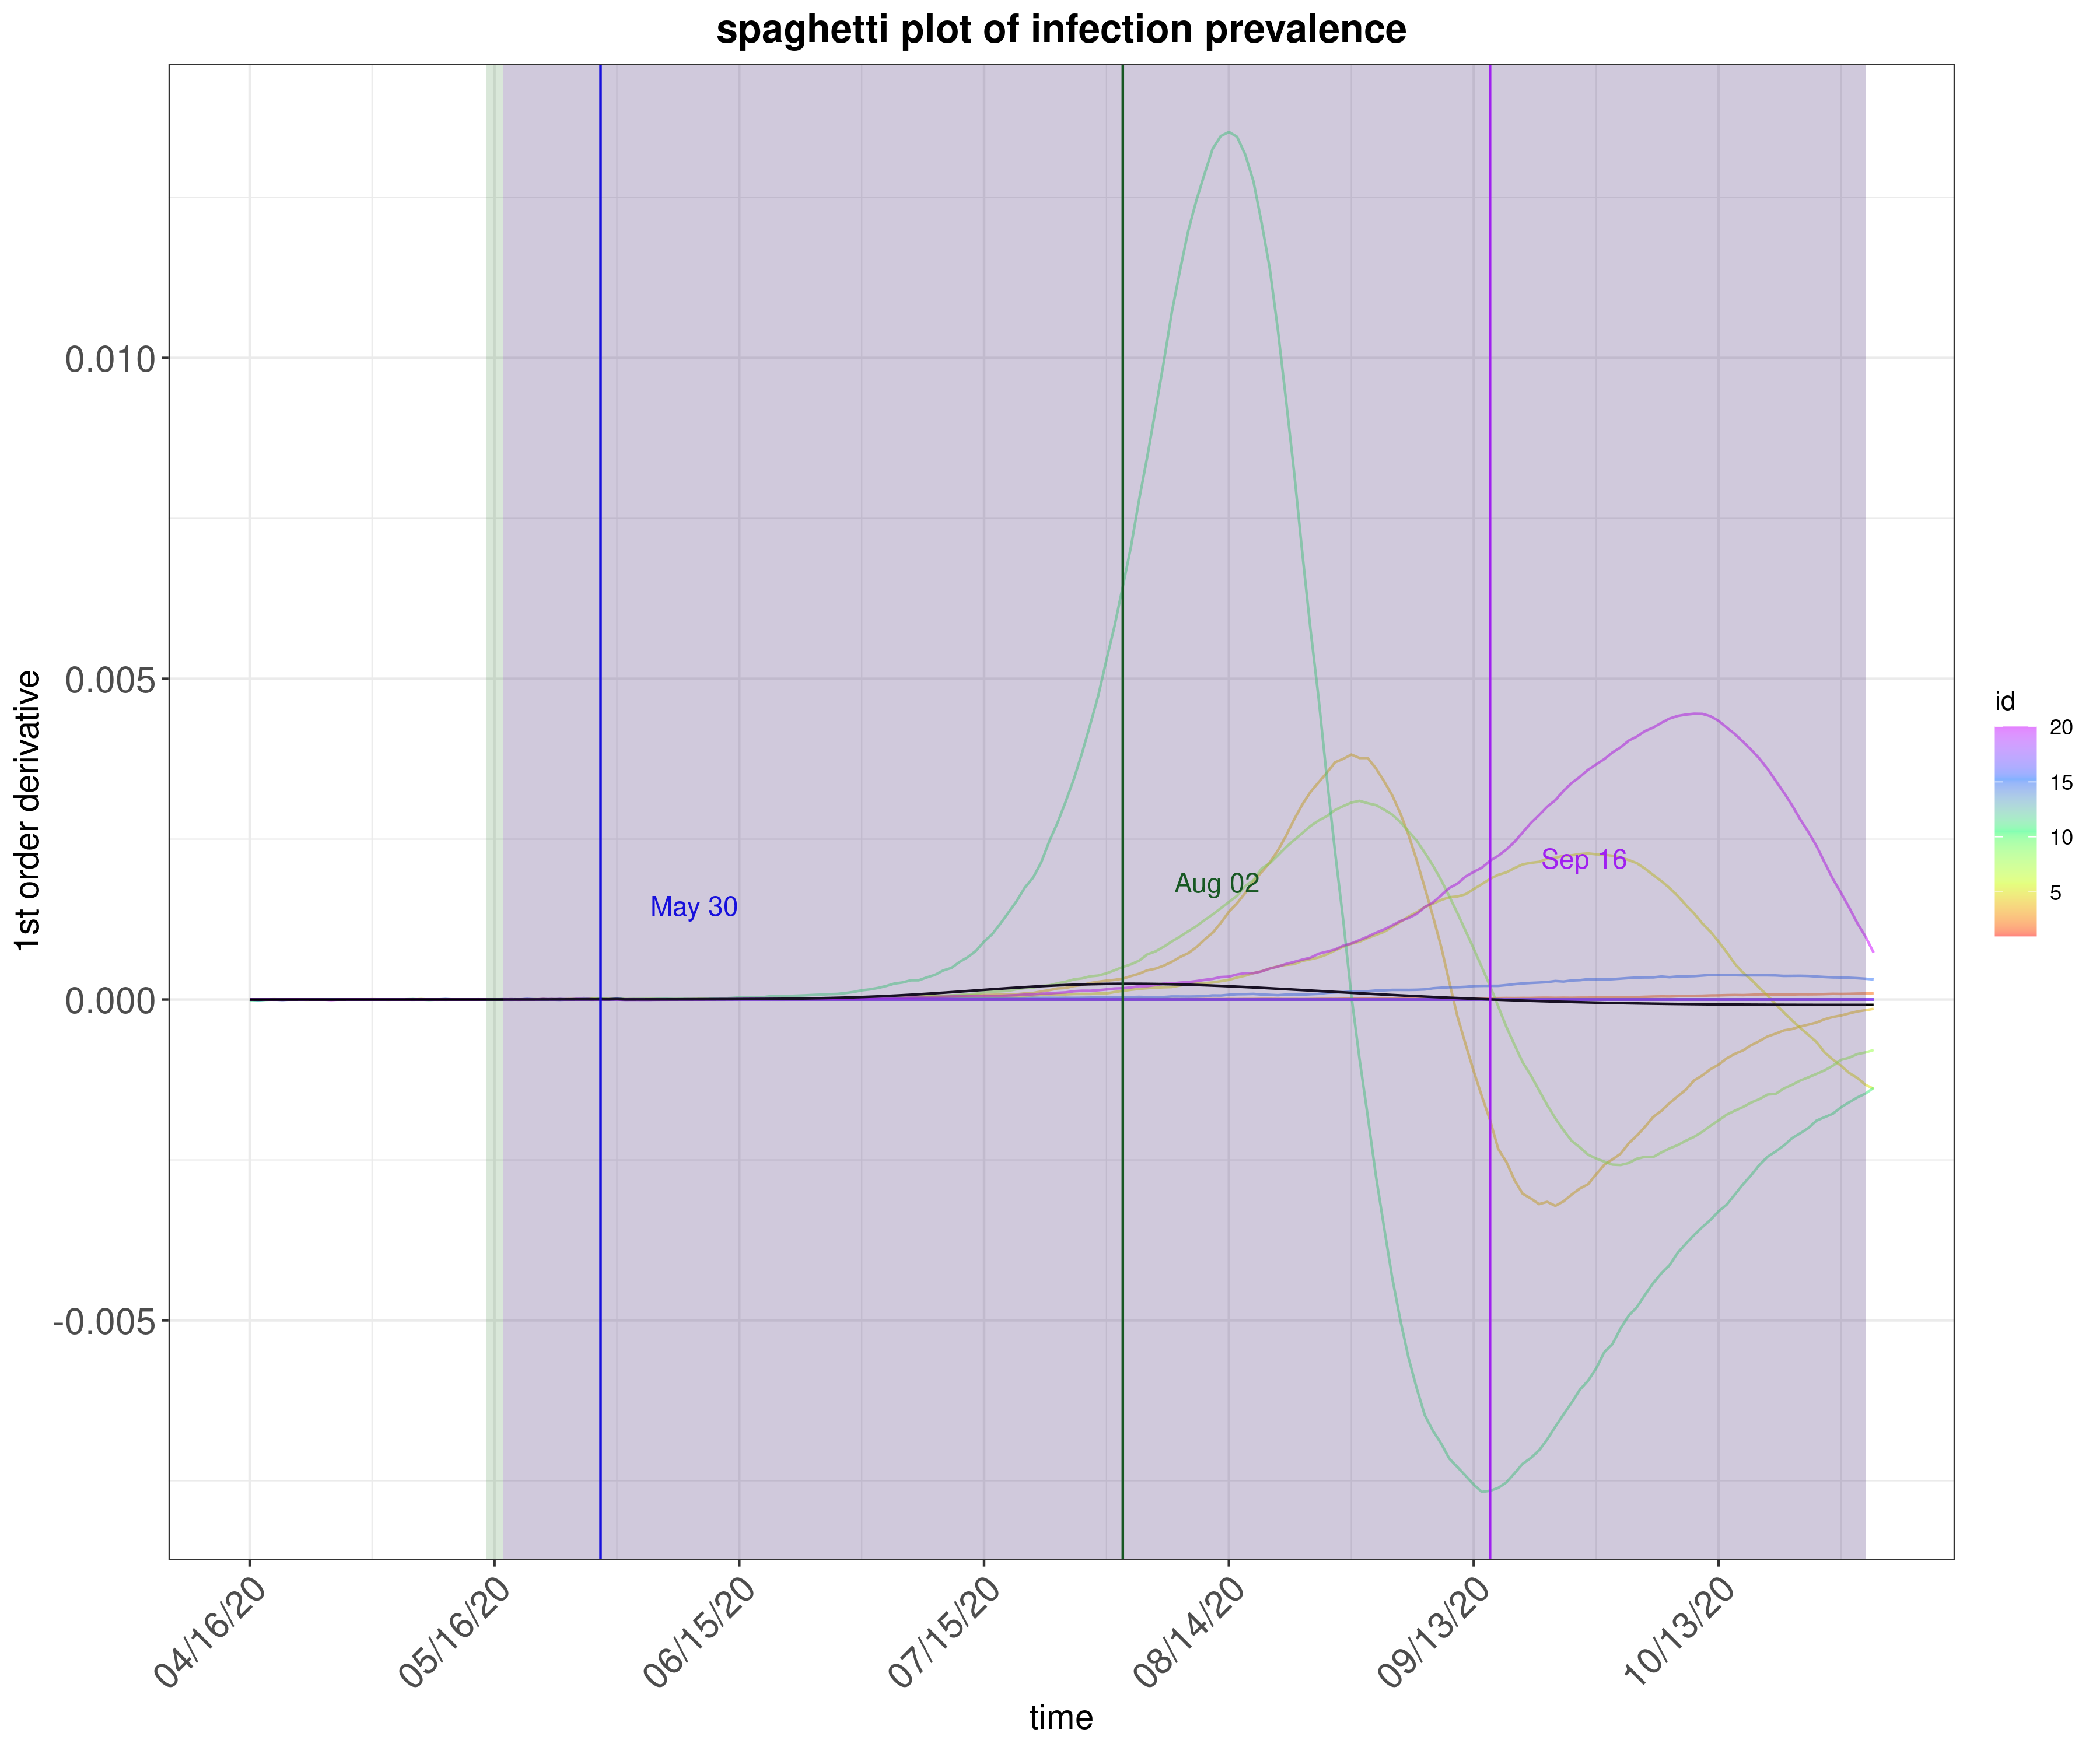 spaghetti plot of infection prevalence
1st order derivative
0.010
0.005
0.000
-0.005
May 30
Aug 02
Sep 16
id
20
15
10
5
04/16/20
05/16/20
06/15/20
07/15/20
08/14/20
09/13/20
10/13/20
time